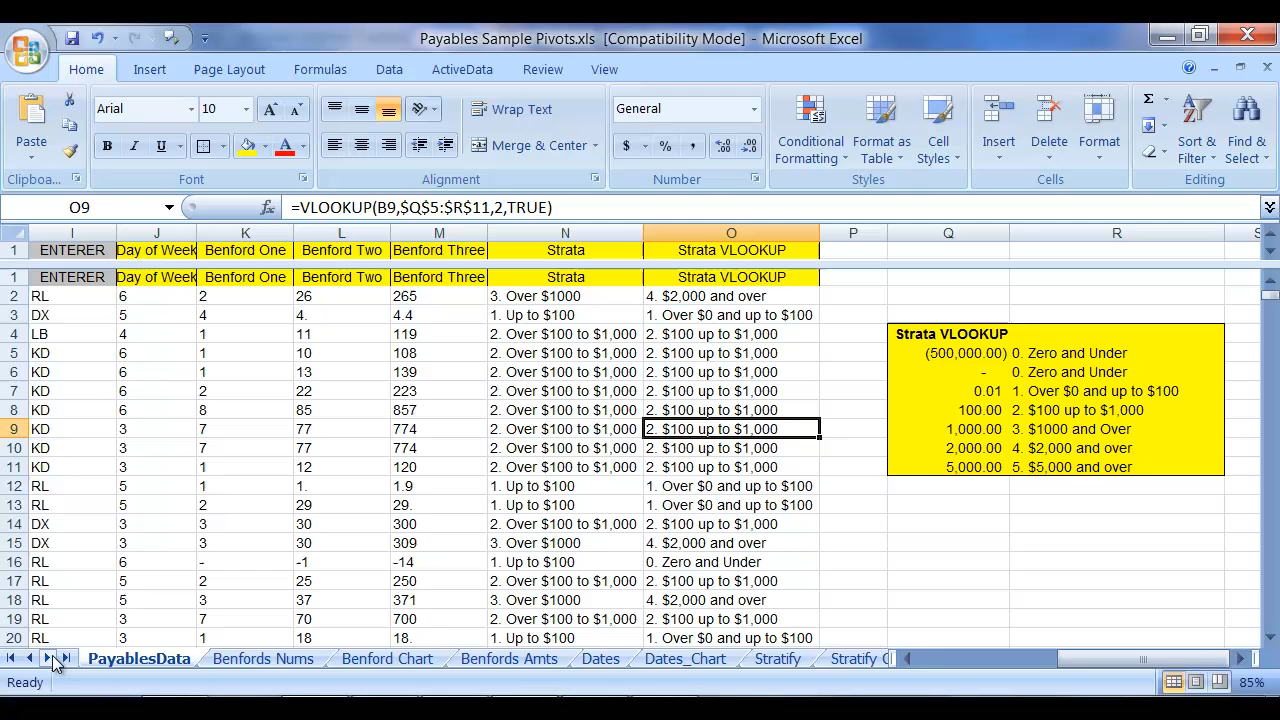 Payables Sample Pivots.xls [Compatibility Mode] - Microsoft Excel
Home Insert Page Layout Formulas Data ActiveData Review View
Arial 10 Wrap Text General
Paste B I U Merge & Center $ % , Conditional Formatting Format as Table Cell Styles Insert Delete Format Σ Sort & Filter Find & Select
Clipboa... Font Alignment Number Styles Cells Editing
O9 fx =VLOOKUP(B9,$Q$5:$R$11,2,TRUE)
I J K L M N O P Q R S
1 ENTERER Day of Week Benford One Benford Two Benford Three Strata Strata VLOOKUP
1 ENTERER Day of Week Benford One Benford Two Benford Three Strata Strata VLOOKUP
2 RL 6 2 26 265 3. Over $1000 4. $2,000 and over
3 DX 5 4 4. 4.4 1. Up to $100 1. Over $0 and up to $100
4 LB 4 1 11 119 2. Over $100 to $1,000 2. $100 up to $1,000 Strata VLOOKUP
5 KD 6 1 10 108 2. Over $100 to $1,000 2. $100 up to $1,000 (500,000.00) 0. Zero and Under
6 KD 6 1 13 139 2. Over $100 to $1,000 2. $100 up to $1,000 - 0. Zero and Under
7 KD 6 2 22 223 2. Over $100 to $1,000 2. $100 up to $1,000 0.01 1. Over $0 and up to $100
8 KD 6 8 85 857 2. Over $100 to $1,000 2. $100 up to $1,000 100.00 2. $100 up to $1,000
9 KD 3 7 77 774 2. Over $100 to $1,000 2. $100 up to $1,000 1,000.00 3. $1000 and Over
10 KD 3 7 77 774 2. Over $100 to $1,000 2. $100 up to $1,000 2,000.00 4. $2,000 and over
11 KD 3 1 12 120 2. Over $100 to $1,000 2. $100 up to $1,000 5,000.00 5. $5,000 and over
12 RL 5 1 1. 1.9 1. Up to $100 1. Over $0 and up to $100
13 RL 5 2 29 29. 1. Up to $100 1. Over $0 and up to $100
14 DX 3 3 30 300 2. Over $100 to $1,000 2. $100 up to $1,000
15 DX 3 3 30 309 3. Over $1000 4. $2,000 and over
16 RL 6 - -1 -14 1. Up to $100 0. Zero and Under
17 RL 5 2 25 250 2. Over $100 to $1,000 2. $100 up to $1,000
18 RL 5 3 37 371 3. Over $1000 4. $2,000 and over
19 RL 3 7 70 700 2. Over $100 to $1,000 2. $100 up to $1,000
20 RL 3 1 18 18. 1. Up to $100 1. Over $0 and up to $100
PayablesData Benfords Nums Benford Chart Benfords Amts Dates Dates_Chart Stratify Stratify C
Ready 85%